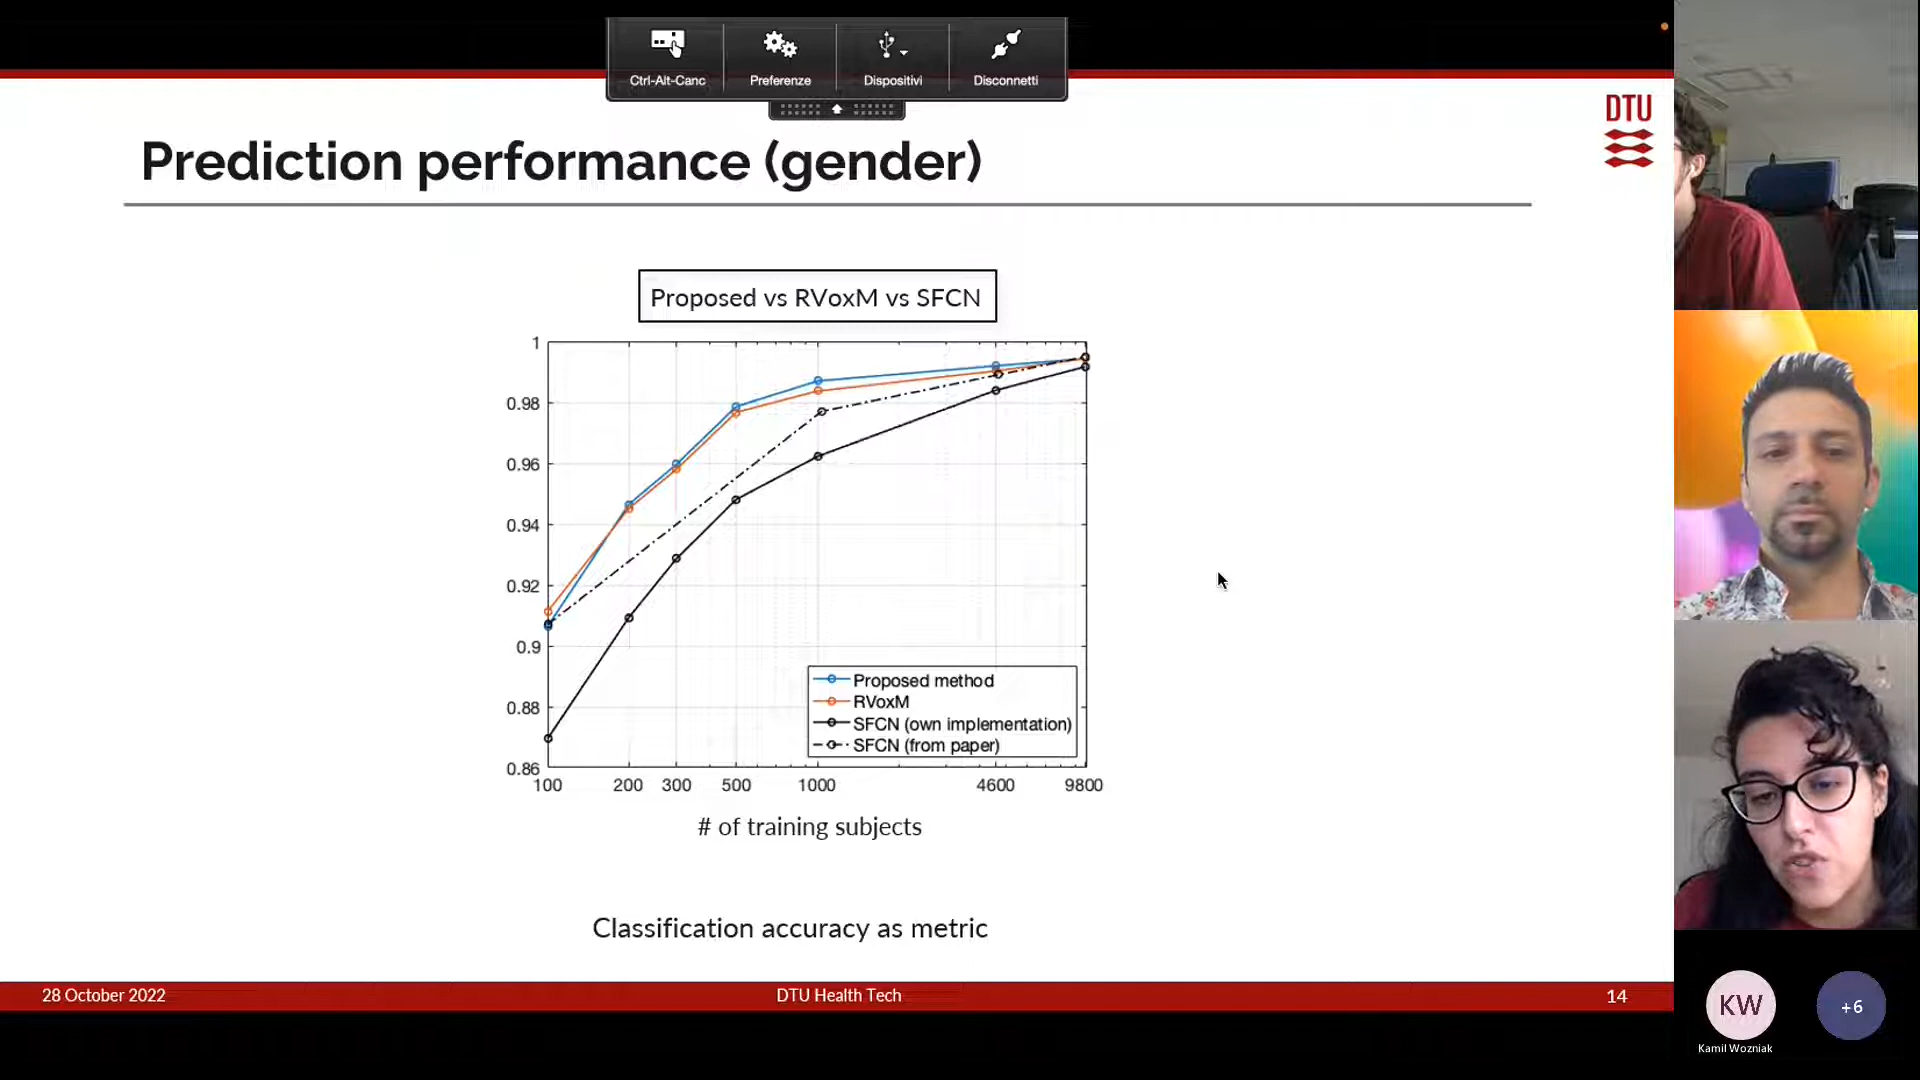 Ctrl-Alt-Canc Preferenze Dispositivi Disconnetti
DTU
Prediction performance (gender)
Proposed vs RVoxM vs SFCN
1
0.98
0.96
0.94
0.92
0.9
0.88
0.86
Proposed method
RVoxM
SFCN (own implementation)
SFCN (from paper)
100 200 300 500 1000 4600 9800
# of training subjects
Classification accuracy as metric
28 October 2022 DTU Health Tech 14
KW
+6
Kamil Wozniak